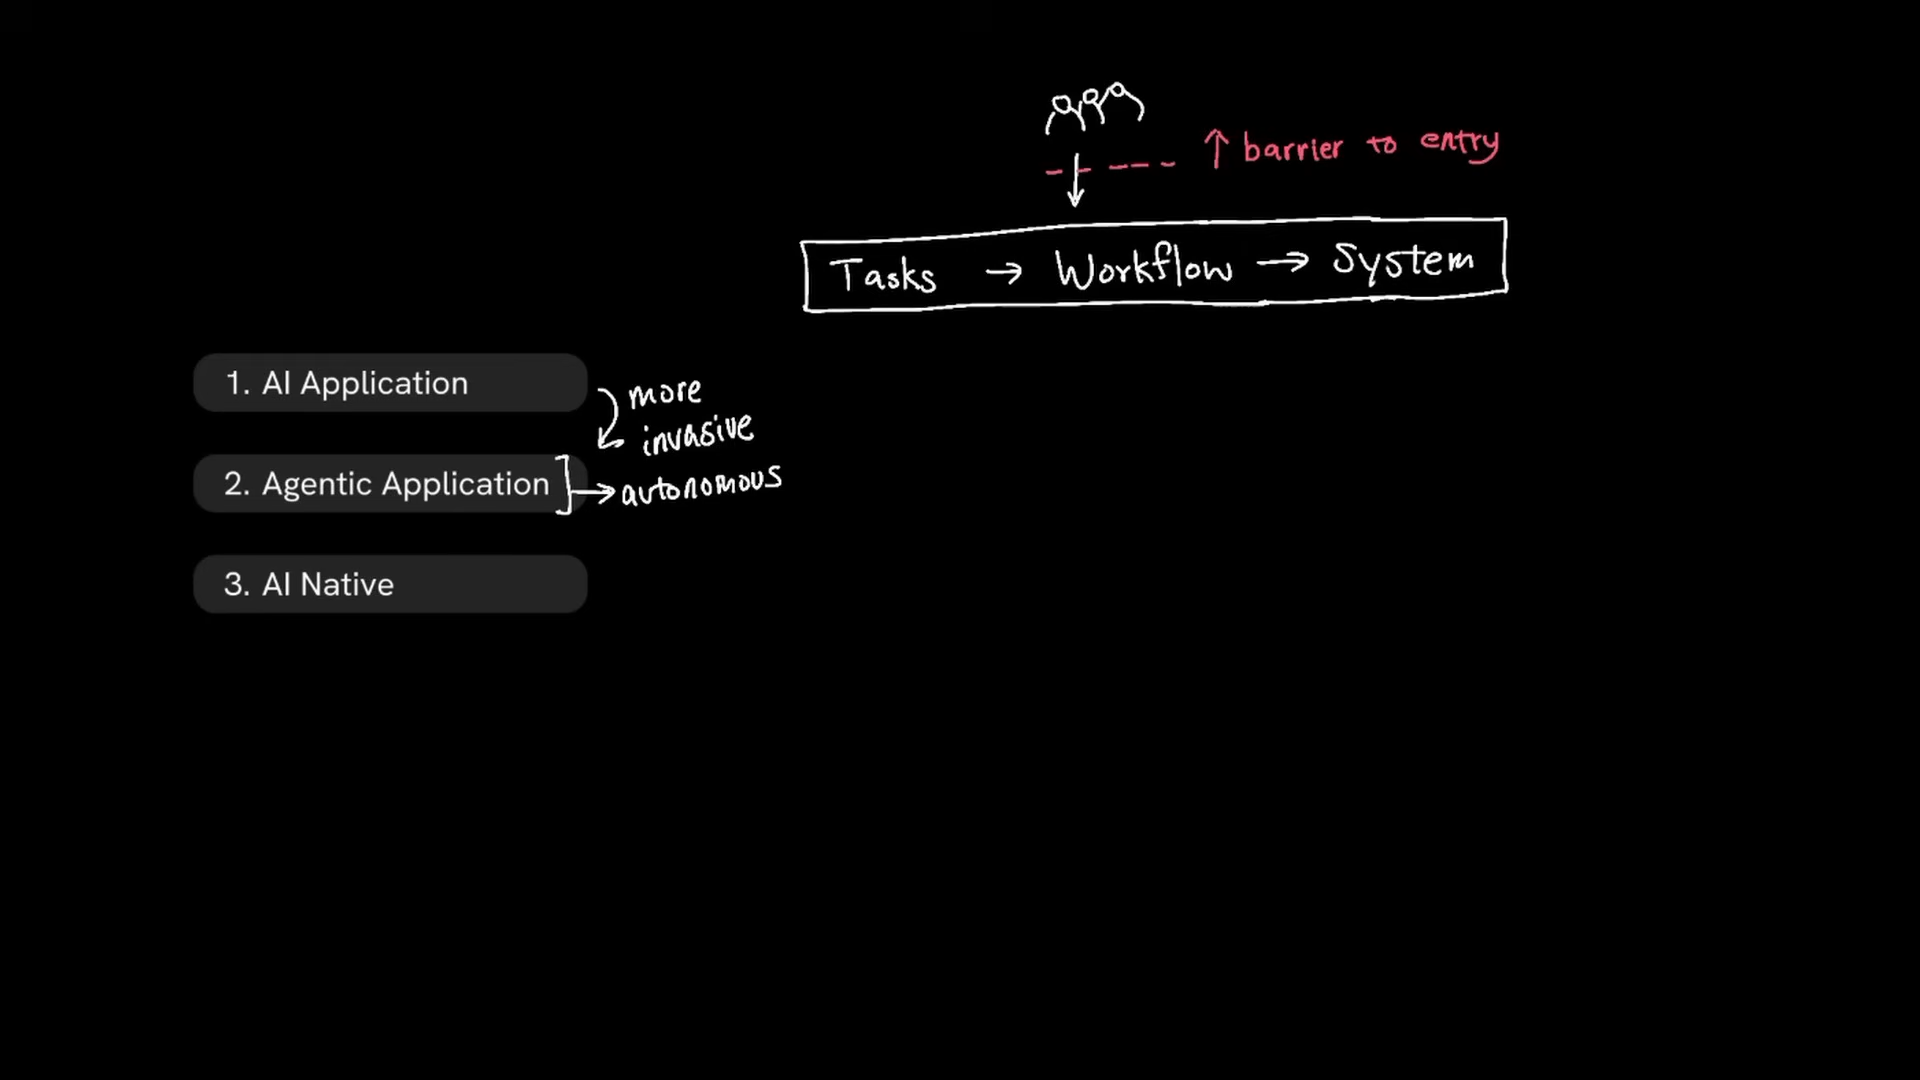 ↑ barrier to entry
Tasks → Workflow → System
1. AI Application
more
invasive
2. Agentic Application
→ autonomous
3. AI Native